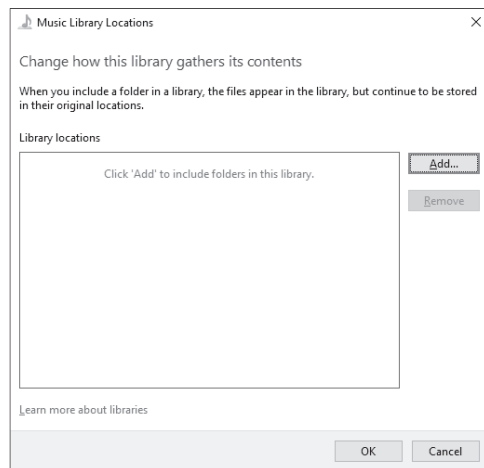 Music Library Locations
Change how this library gathers its contents
When you include a folder in a library, the files appear in the library, but continue to be stored
in their original locations.
Library locations
Click 'Add' to include folders in this library.
Add...
Remove
Learn more about libraries
OK
Cancel